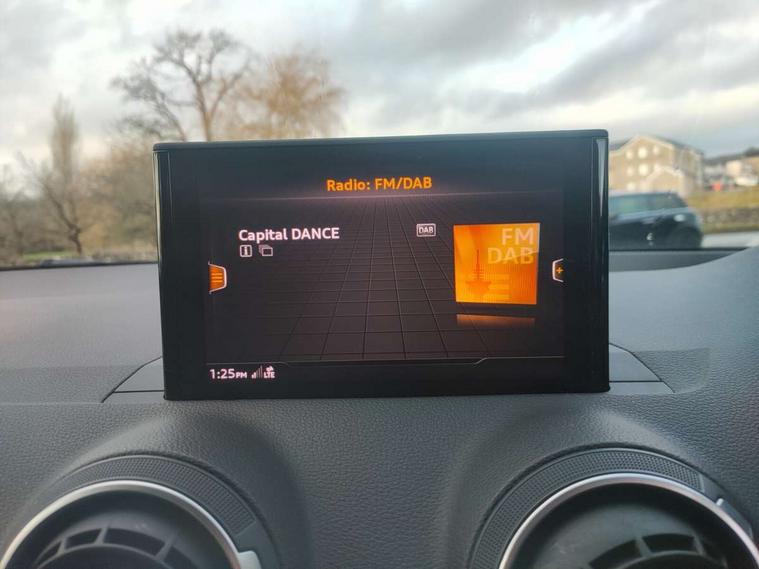 Radio: FM/DAB
Capital DANCE
DAB
FM
DAB
1:25PM
LTE